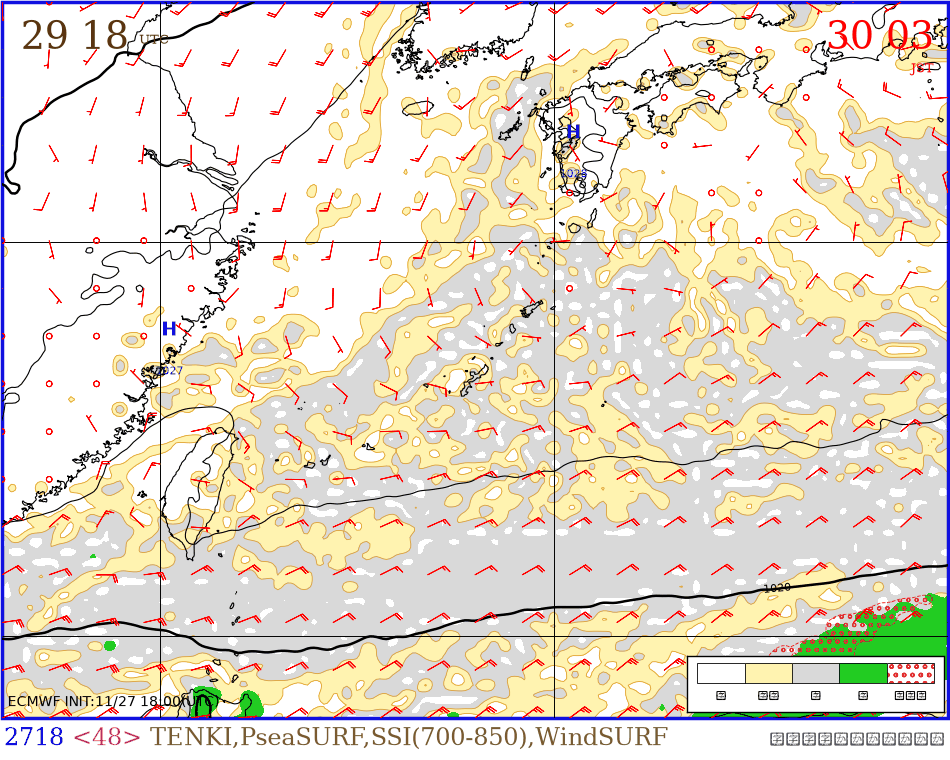 29 18 UTC
30 03
JST
H
028
H
1027
1020
ECMWF INIT:11/27 18:00(UTC)
2718 <48> TENKI,PseaSURF,SSI(700-850),WindSURF